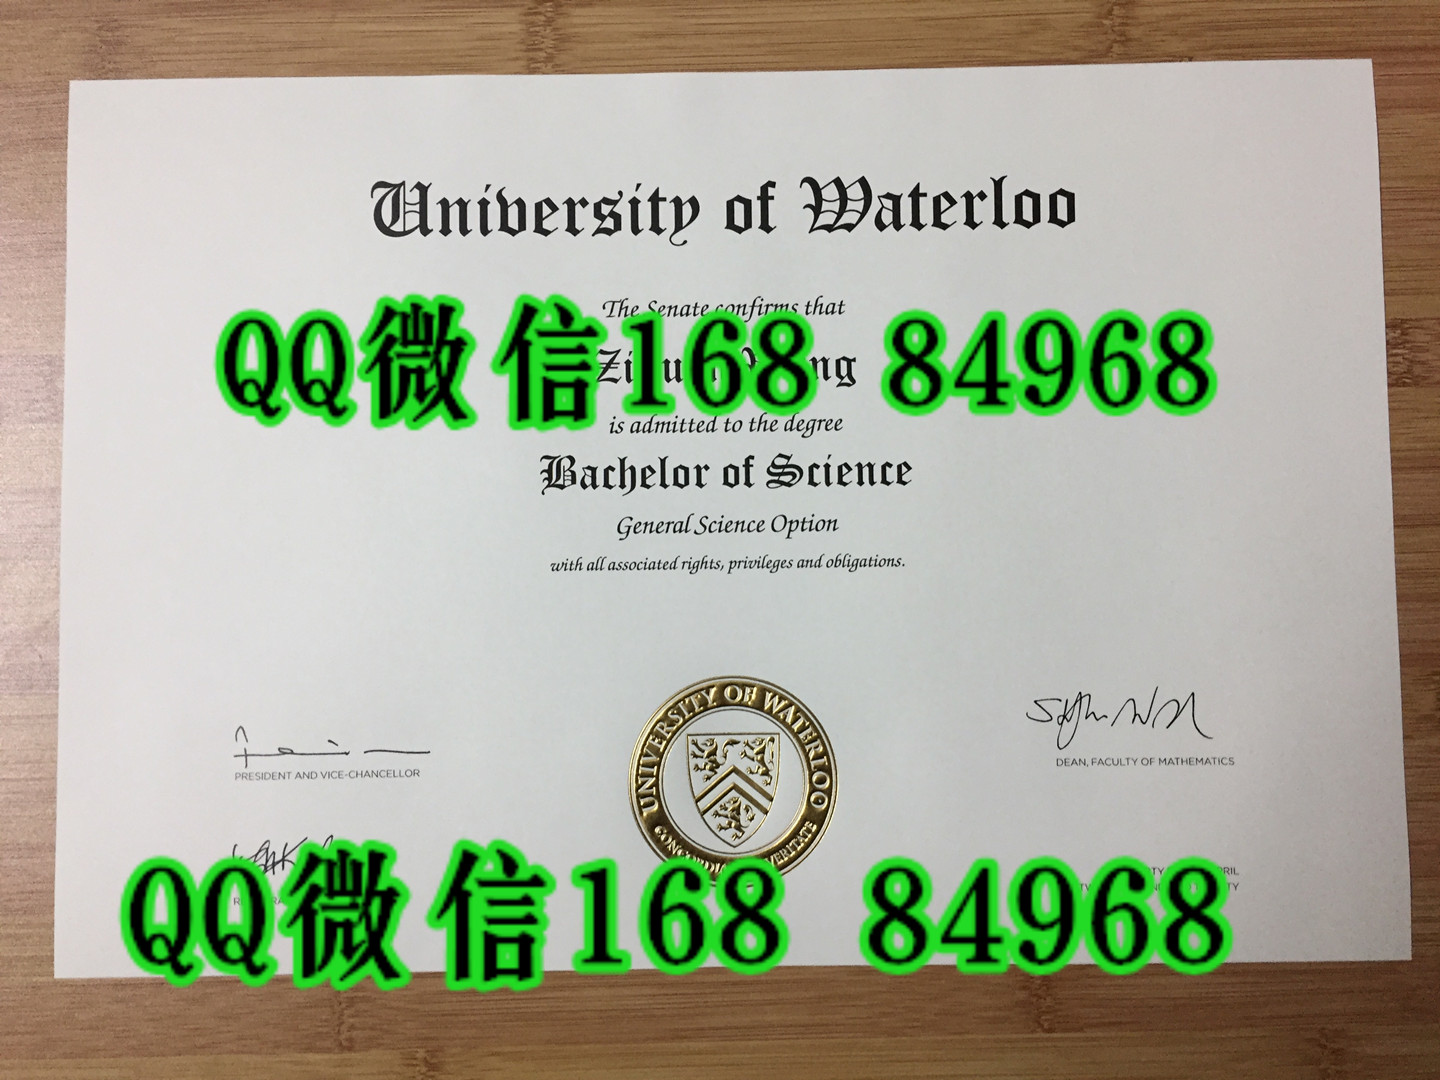 University of Waterloo
The Senate confirms that
QQ微信168 84968
is admitted to the degree
Bachelor of Science
General Science Option
with all associated rights, privileges and obligations.
UNIVERSITY OF WATERLOO
PRESIDENT AND VICE-CHANCELLOR
DEAN, FACULTY OF MATHEMATICS
QQ微信168 84968